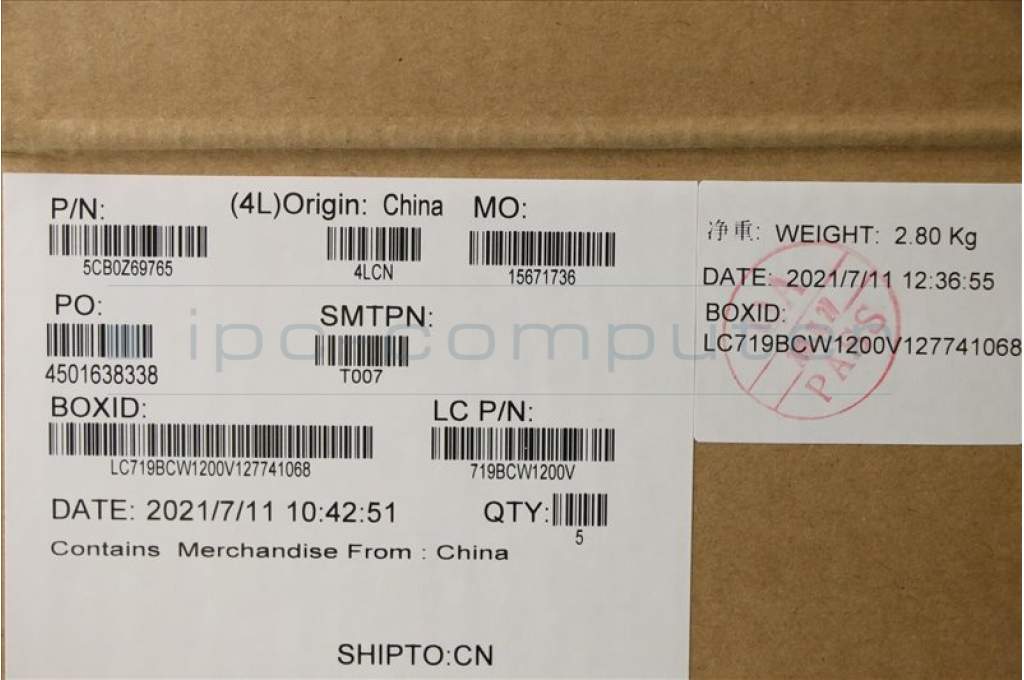 P/N: (4L)Origin: China MO:
5CB0Z69765 4LCN 15671736
PO: SMTPN:
4501638338 T007
BOXID: LC P/N:
LC719BCW1200V127741068 719BCW1200V
DATE: 2021/7/11 10:42:51 QTY:
5
Contains Merchandise From : China
SHIPTO:CN
净重: WEIGHT: 2.80 Kg
DATE: 2021/7/11 12:36:55
BOXID:
LC719BCW1200V127741068
PASS
ipc-computer